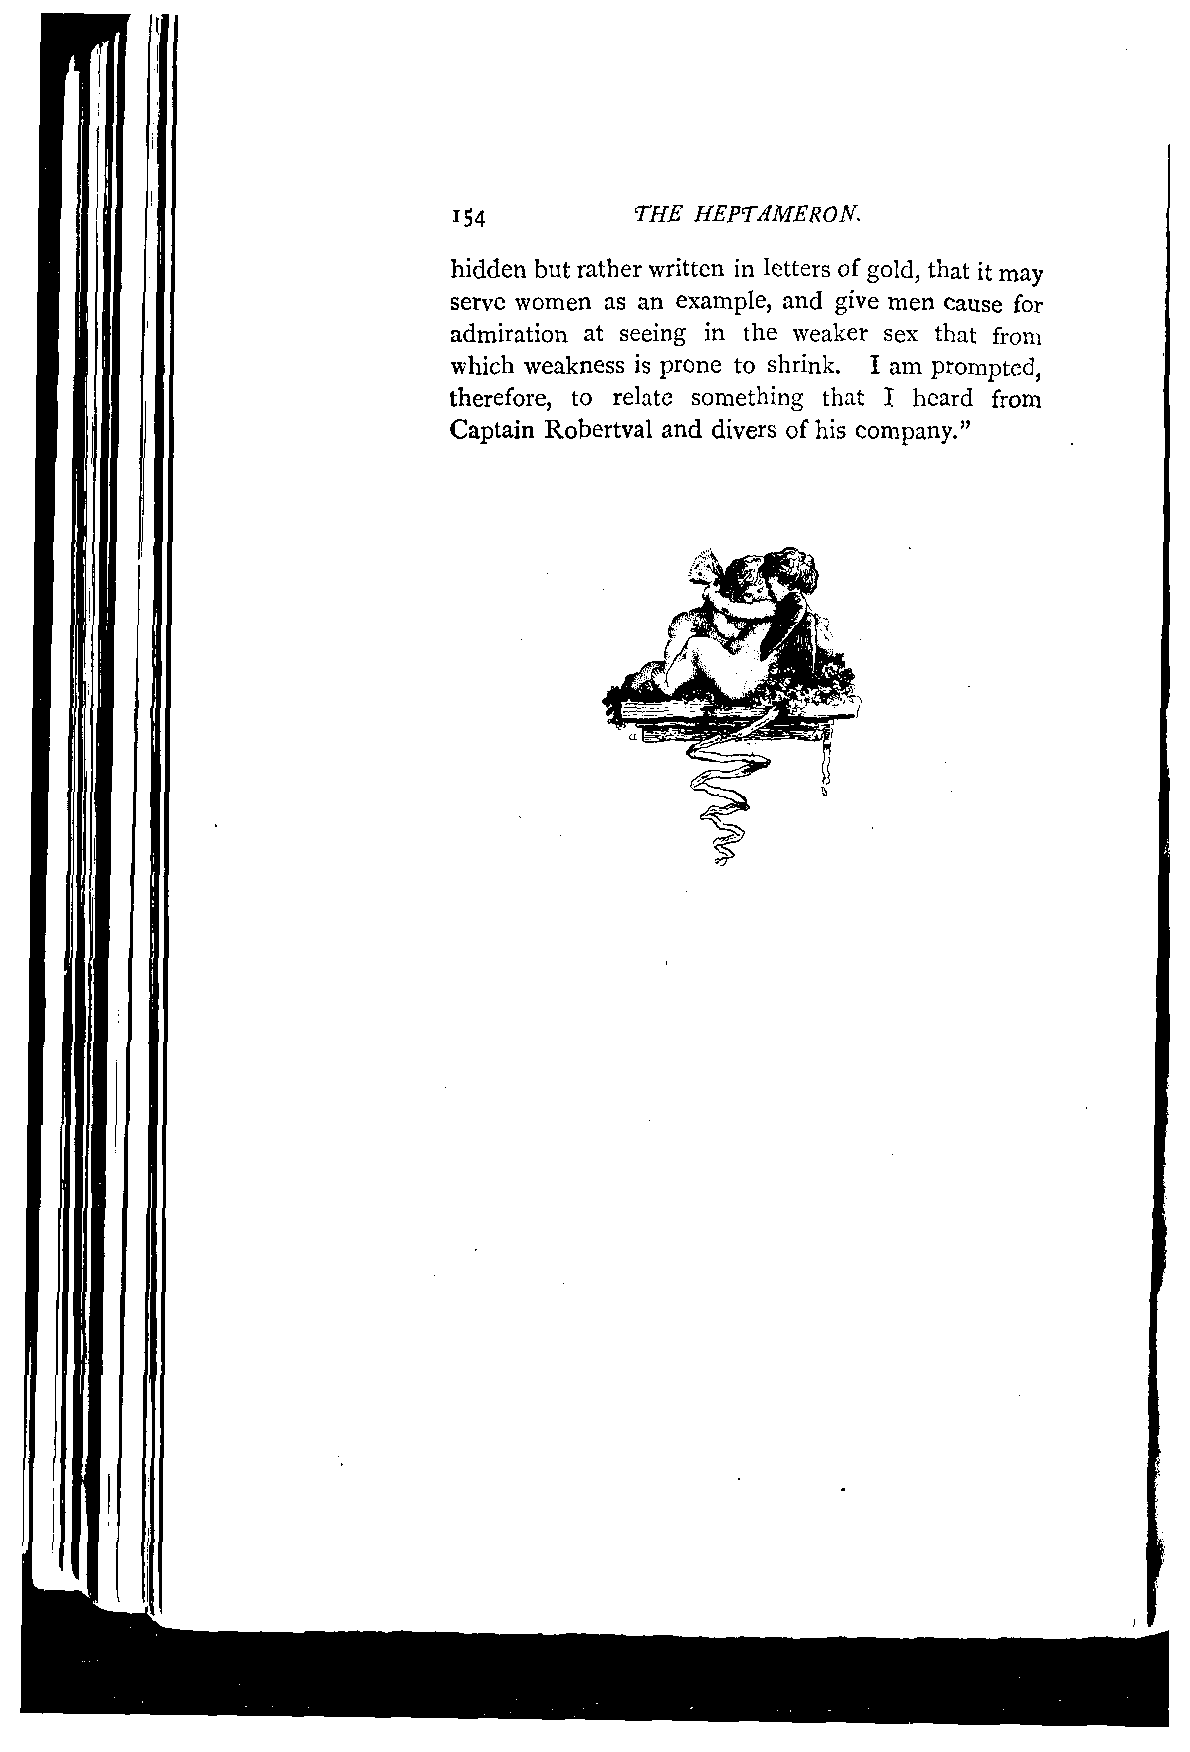 154 THE HEPTAMERON.
hidden but rather written in letters of gold, that it may
serve women as an example, and give men cause for
admiration at seeing in the weaker sex that from
which weakness is prone to shrink. I am prompted,
therefore, to relate something that I heard from
Captain Robertval and divers of his company."